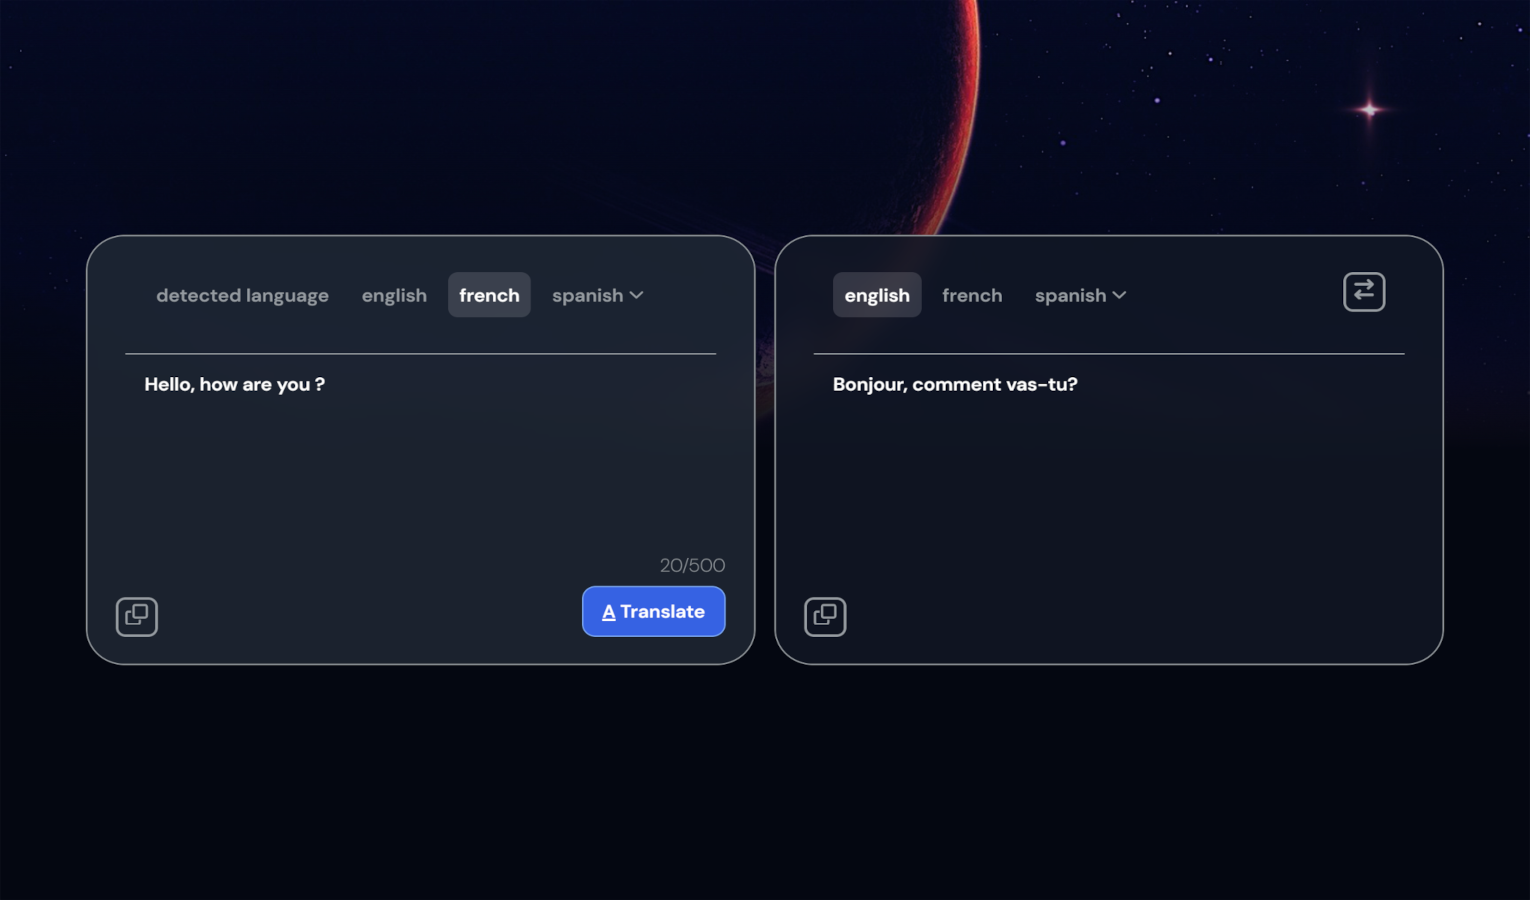 detected language english french spanish
Hello, how are you ?
20/500
A Translate
english french spanish
Bonjour, comment vas-tu?